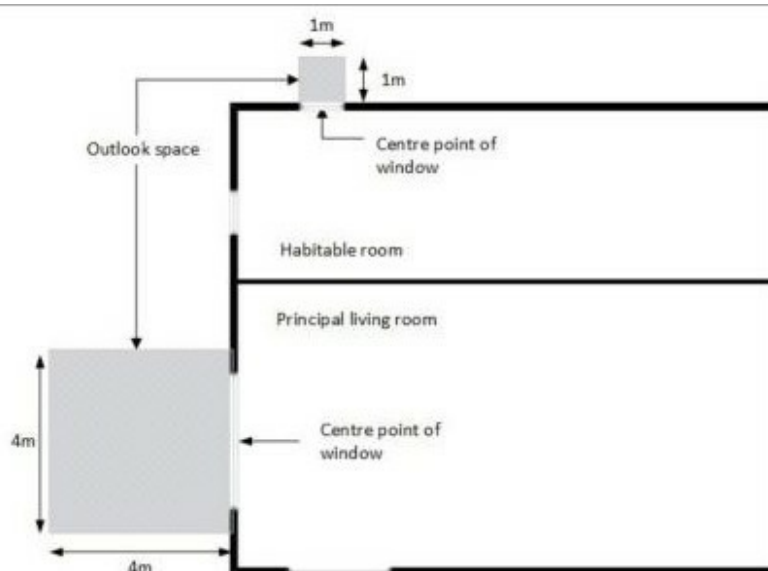 1m
1m
Outlook space
Centre point of
window
Habitable room
Principal living room
4m
Centre point of
window
4m